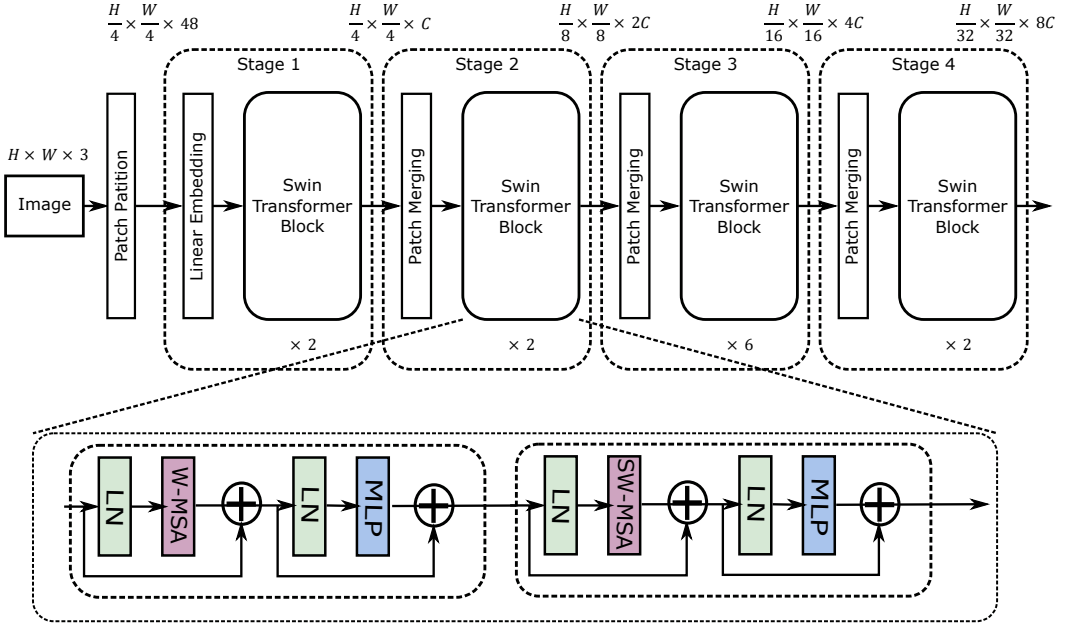 H/4 × W/4 × 48
H/4 × W/4 × C
H/8 × W/8 × 2C
H/16 × W/16 × 4C
H/32 × W/32 × 8C
Stage 1
Stage 2
Stage 3
Stage 4
H × W × 3
Image
Patch Patition
Linear Embedding
Swin
Transformer
Block
Patch Merging
Swin
Transformer
Block
Patch Merging
Swin
Transformer
Block
Patch Merging
Swin
Transformer
Block
× 2
× 2
× 6
× 2
LN
W-MSA
LN
MLP
LN
SW-MSA
LN
MLP